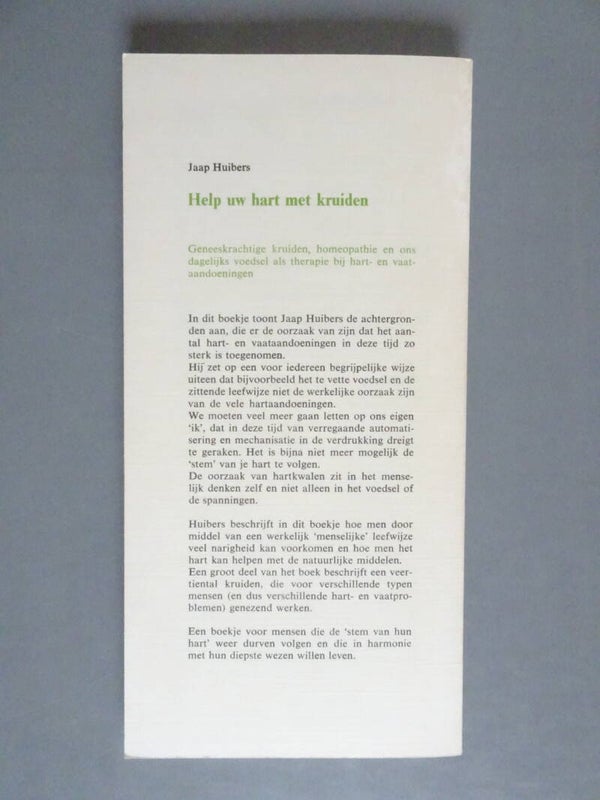 Jaap Huibers
Help uw hart met kruiden
Geneeskrachtige kruiden, homeopathie en ons
dagelijks voedsel als therapie bij hart- en vaat-
aandoeningen
In dit boekje toont Jaap Huibers de achtergron-
den aan, die er de oorzaak van zijn dat het aan-
tal hart- en vaataandoeningen in deze tijd zo
sterk is toegenomen.
Hij zet op een voor iedereen begrijpelijke wijze
uiteen dat bijvoorbeeld het te vette voedsel en de
zittende leefwijze niet de werkelijke oorzaak zijn
van de vele hartaandoeningen.
We moeten veel meer gaan letten op ons eigen
‘ik’, dat in deze tijd van verregaande automati-
sering en mechanisatie in de verdrukking dreigt
te geraken. Het is bijna niet meer mogelijk de
‘stem’ van je hart te volgen.
De oorzaak van hartkwalen zit in het mense-
lijk denken zelf en niet alleen in het voedsel of
de spanningen.
Huibers beschrijft in dit boekje hoe men door
middel van een werkelijk ‘menselijke’ leefwijze
veel narigheid kan voorkomen en hoe men het
hart kan helpen met de natuurlijke middelen.
Een groot deel van het boek beschrijft een veer-
tiental kruiden, die voor verschillende typen
mensen (en dus verschillende hart- en vaatpro-
blemen) genezend werken.
Een boekje voor mensen die de ‘stem van hun
hart’ weer durven volgen en die in harmonie
met hun diepste wezen willen leven.